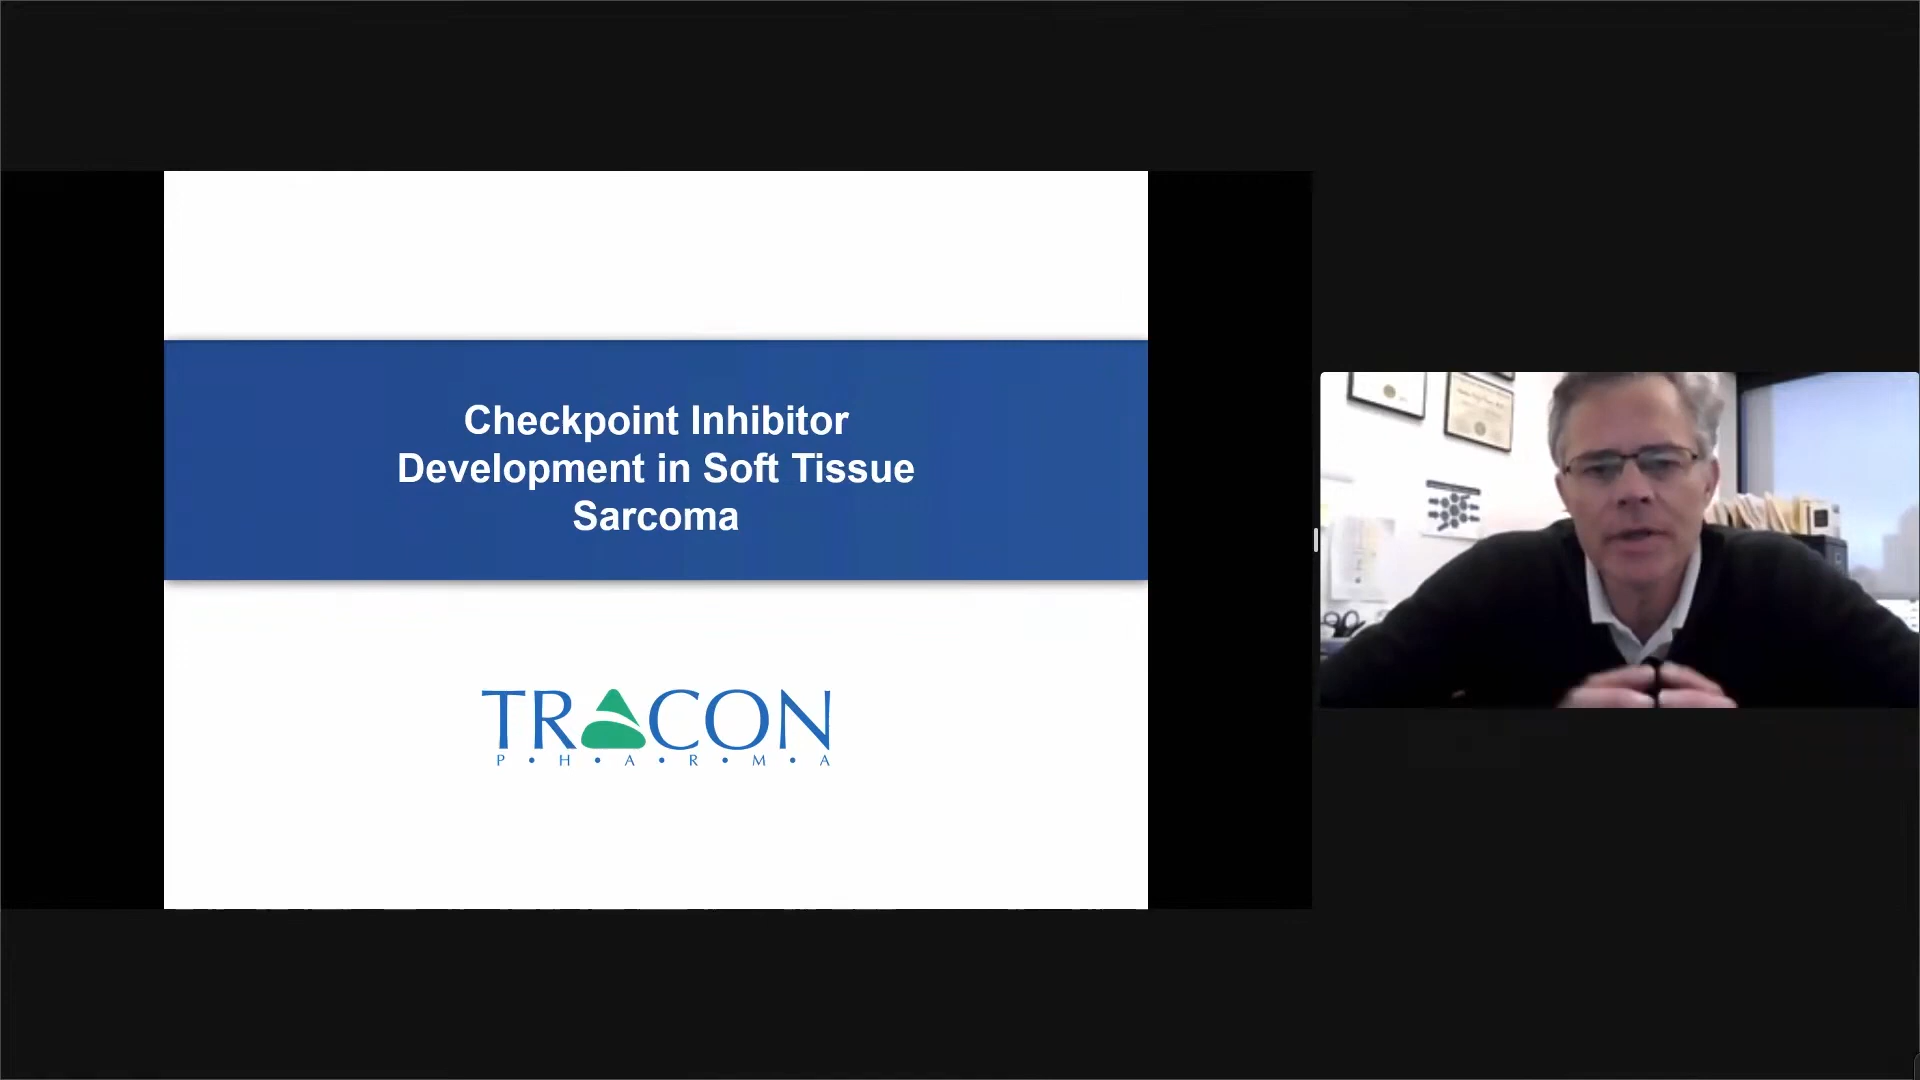 Checkpoint Inhibitor
Development in Soft Tissue
Sarcoma
TRACON
P•H•A•R•M•A